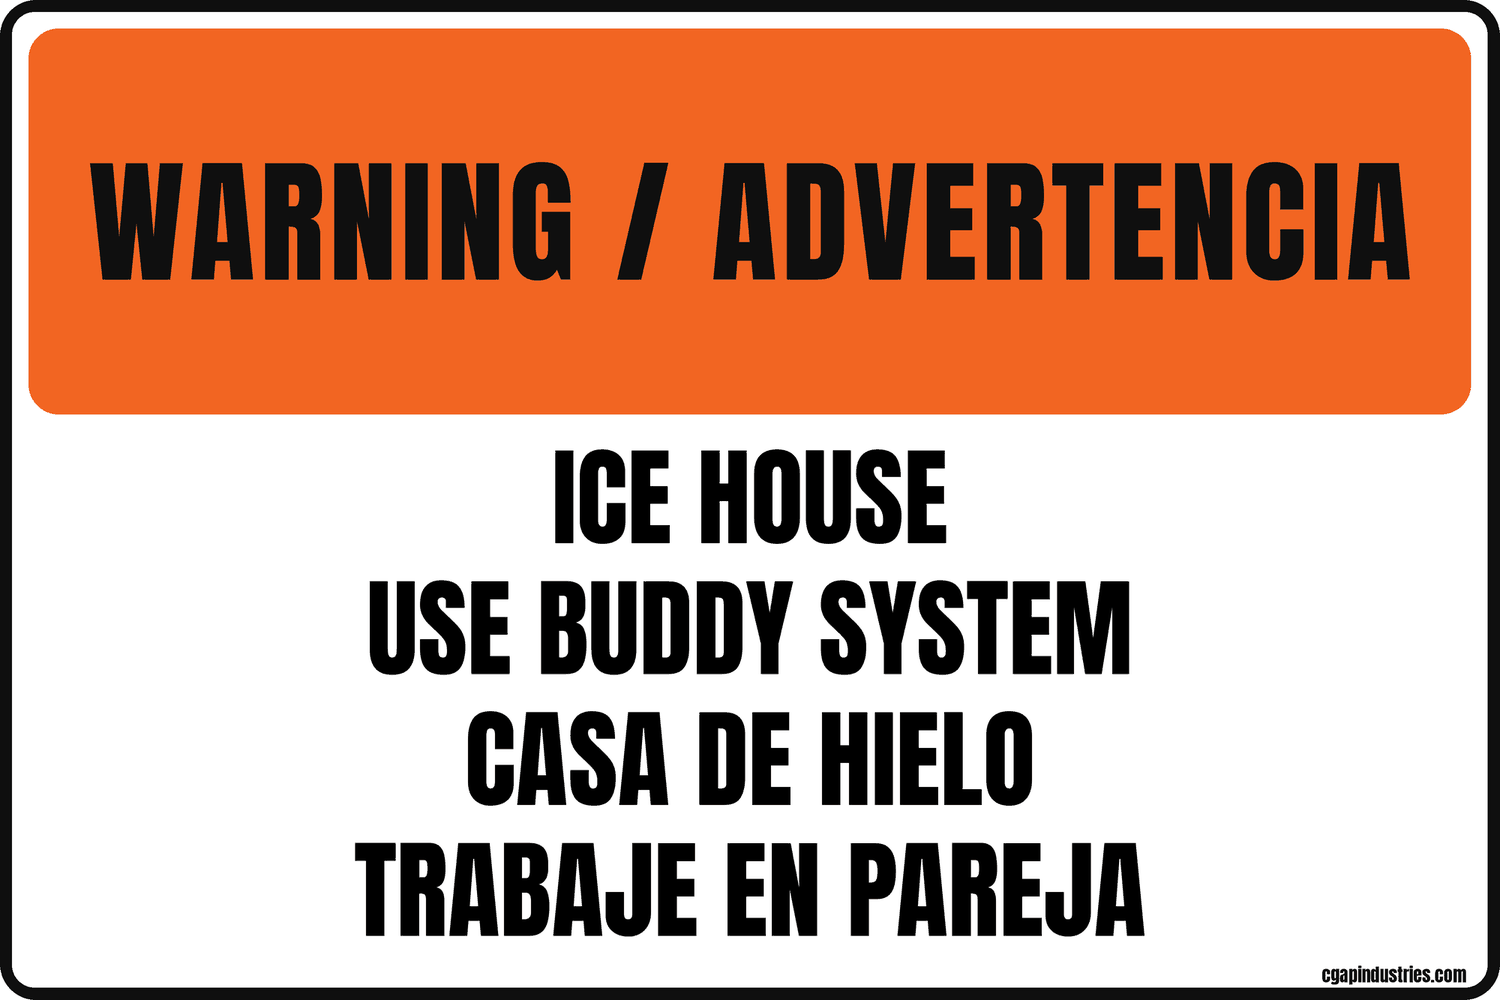 WARNING / ADVERTENCIA
ICE HOUSE
USE BUDDY SYSTEM
CASA DE HIELO
TRABAJE EN PAREJA
cgapindustries.com